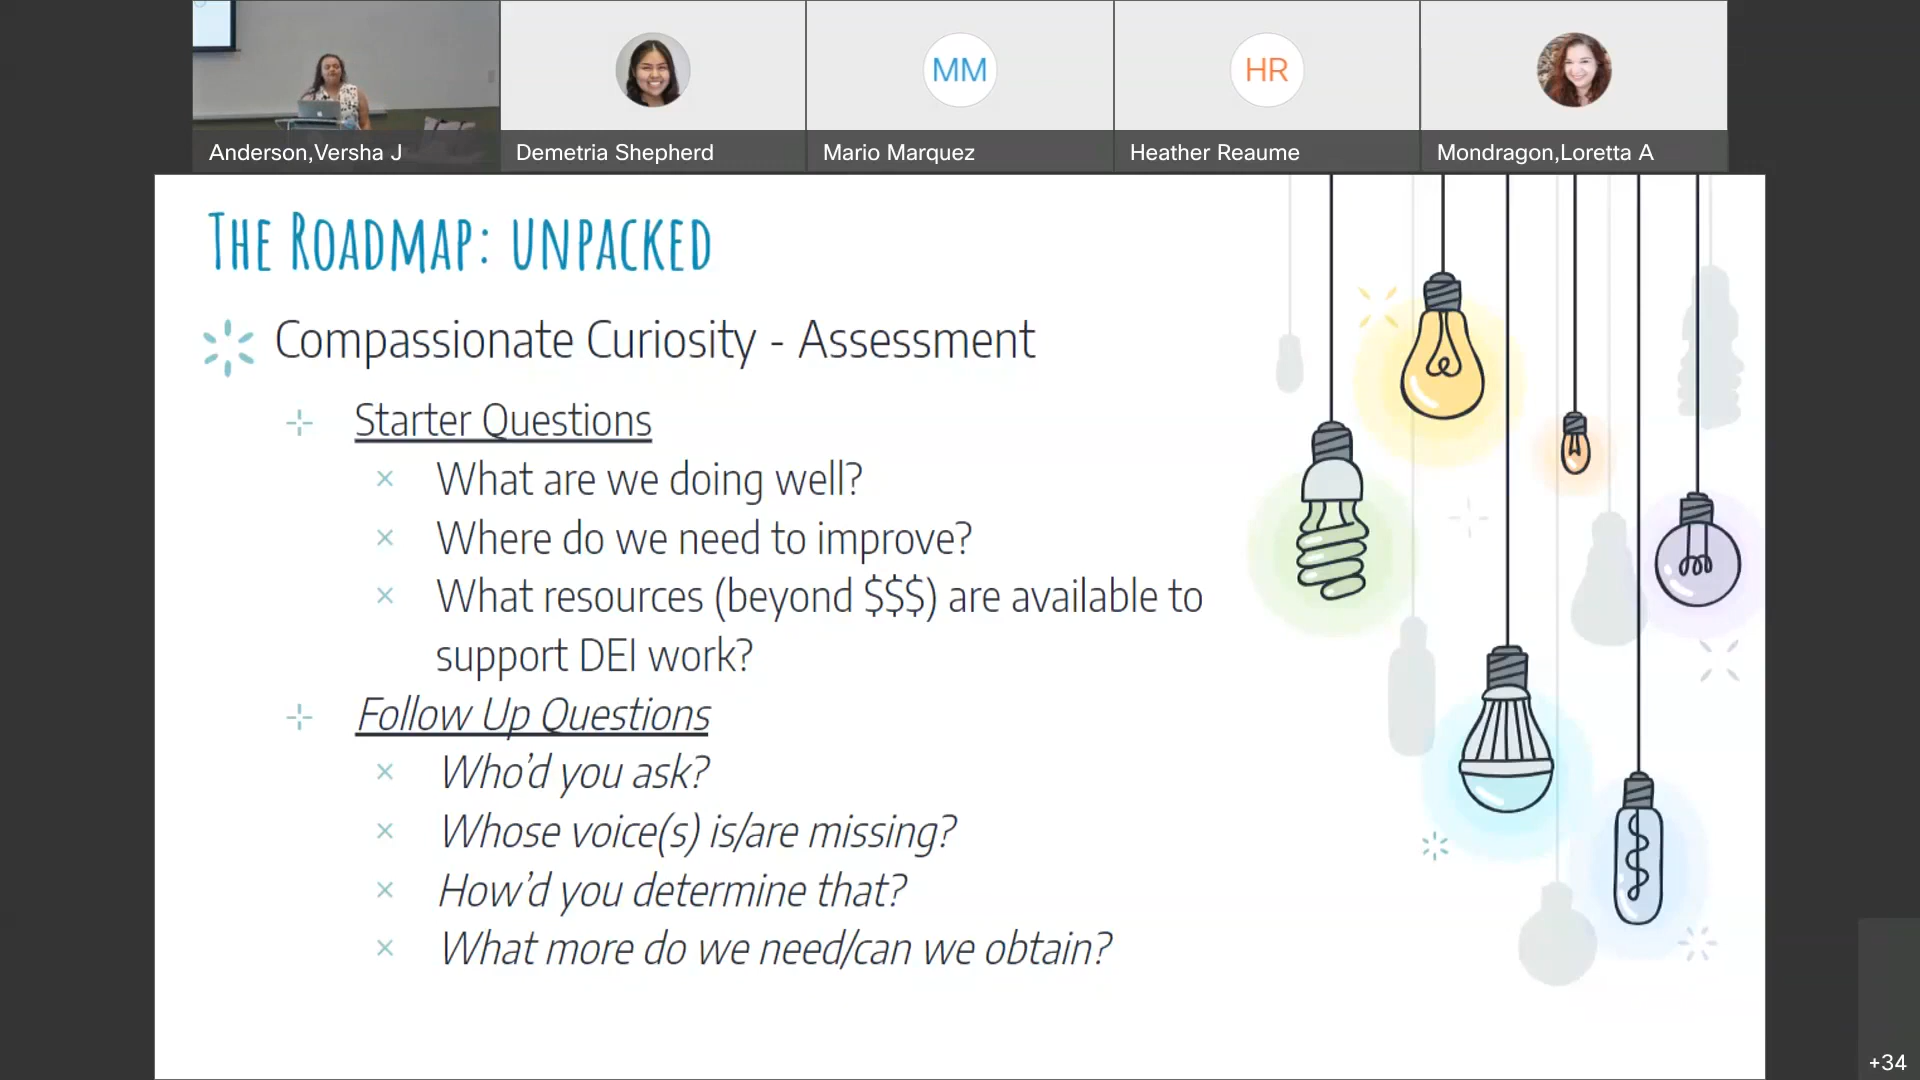 MM
HR
Anderson,Versha J
Demetria Shepherd
Mario Marquez
Heather Reaume
Mondragon,Loretta A
THE ROADMAP: UNPACKED
Compassionate Curiosity - Assessment
Starter Questions
What are we doing well?
Where do we need to improve?
What resources (beyond $$$) are available to
support DEI work?
Follow Up Questions
Who’d you ask?
Whose voice(s) is/are missing?
How’d you determine that?
What more do we need/can we obtain?
+34